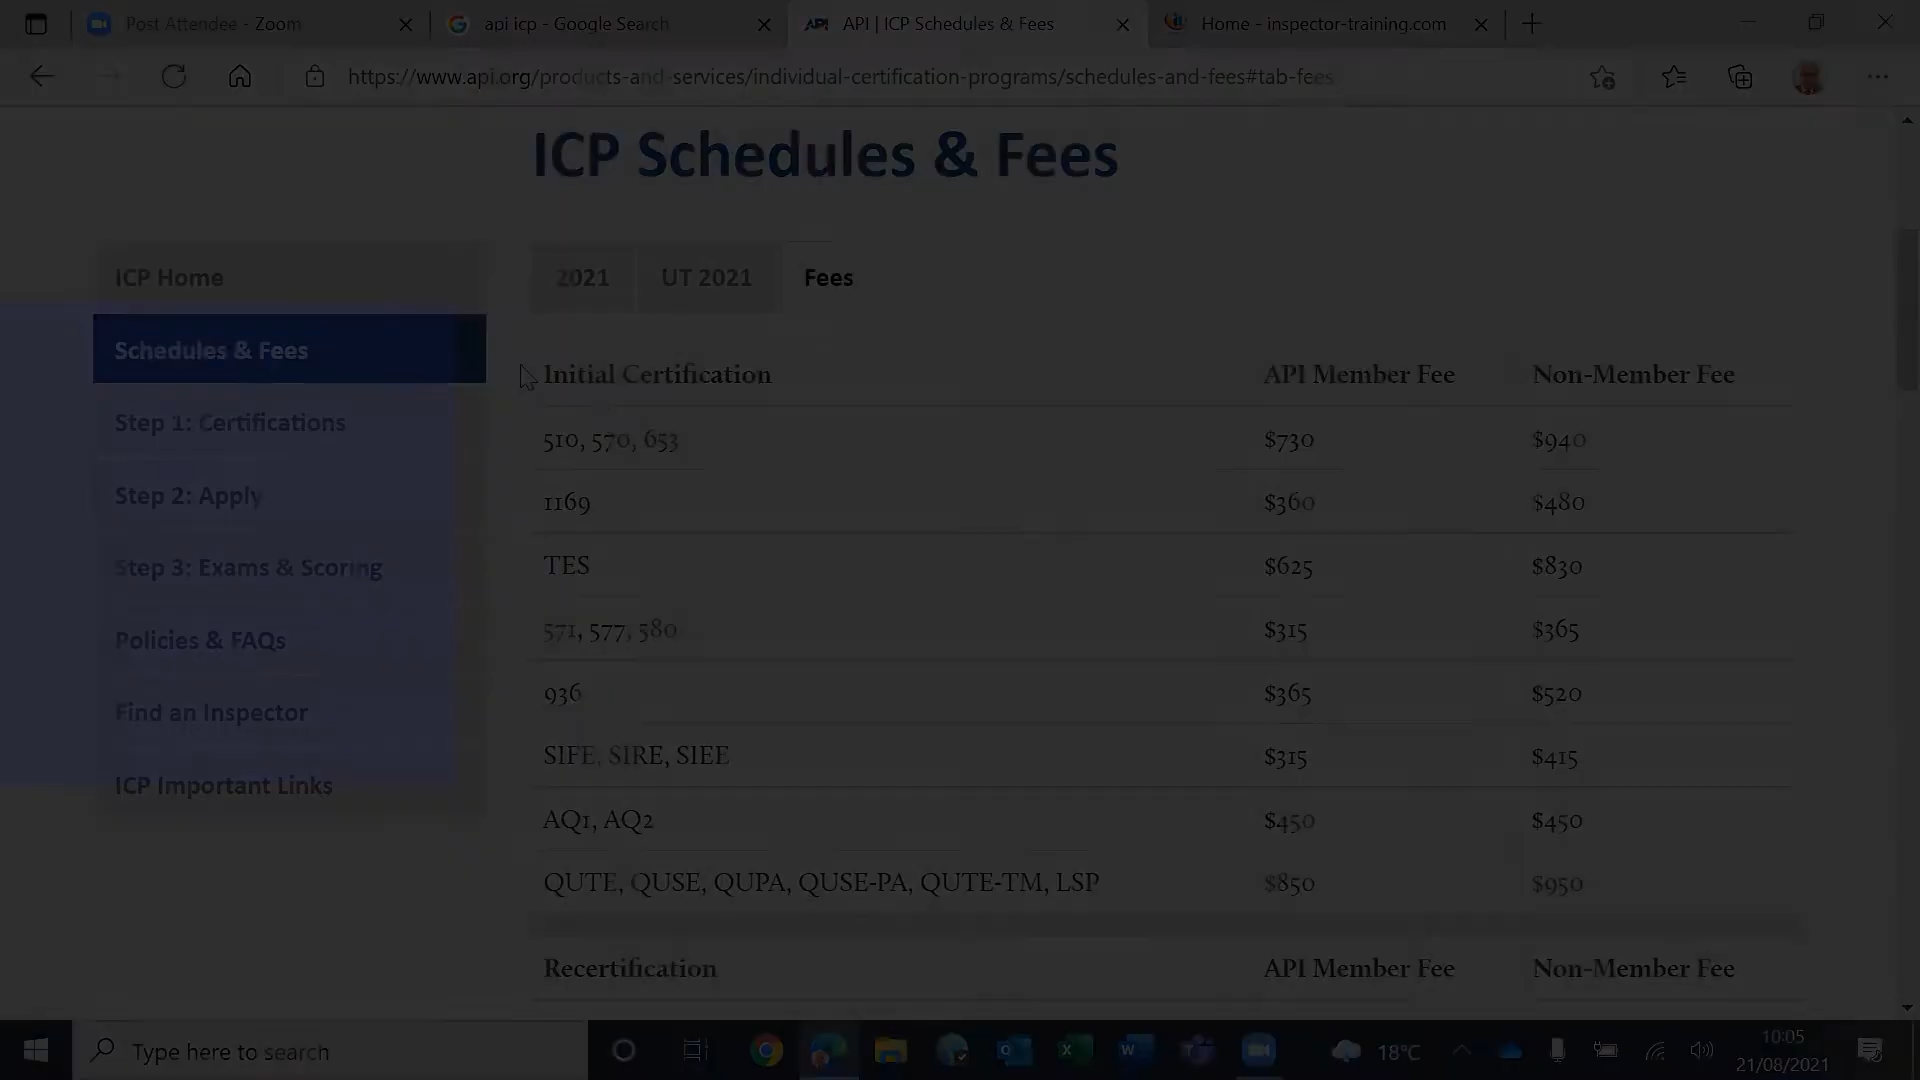 Post Attendee - Zoom
api icp - Google Search
API | ICP Schedules & Fees
Home - inspector-training.com
https://www.api.org/products-and-services/individual-certification-programs/schedules-and-fees#tab-fees
ICP Schedules & Fees
ICP Home
Schedules & Fees
Step 1: Certifications
Step 2: Apply
Step 3: Exams & Scoring
Policies & FAQs
Find an Inspector
ICP Important Links
2021 UT 2021 Fees
Initial Certification API Member Fee Non-Member Fee
510, 570, 653 $730 $940
1169 $360 $480
TES $625 $830
571, 577, 580 $315 $365
936 $365 $520
SIFE, SIRE, SIEE $315 $415
AQ1, AQ2 $450 $450
QUTE, QUSE, QUPA, QUSE-PA, QUTE-TM, LSP $850 $950
Recertification API Member Fee Non-Member Fee
Type here to search
18°C
10:05
21/08/2021